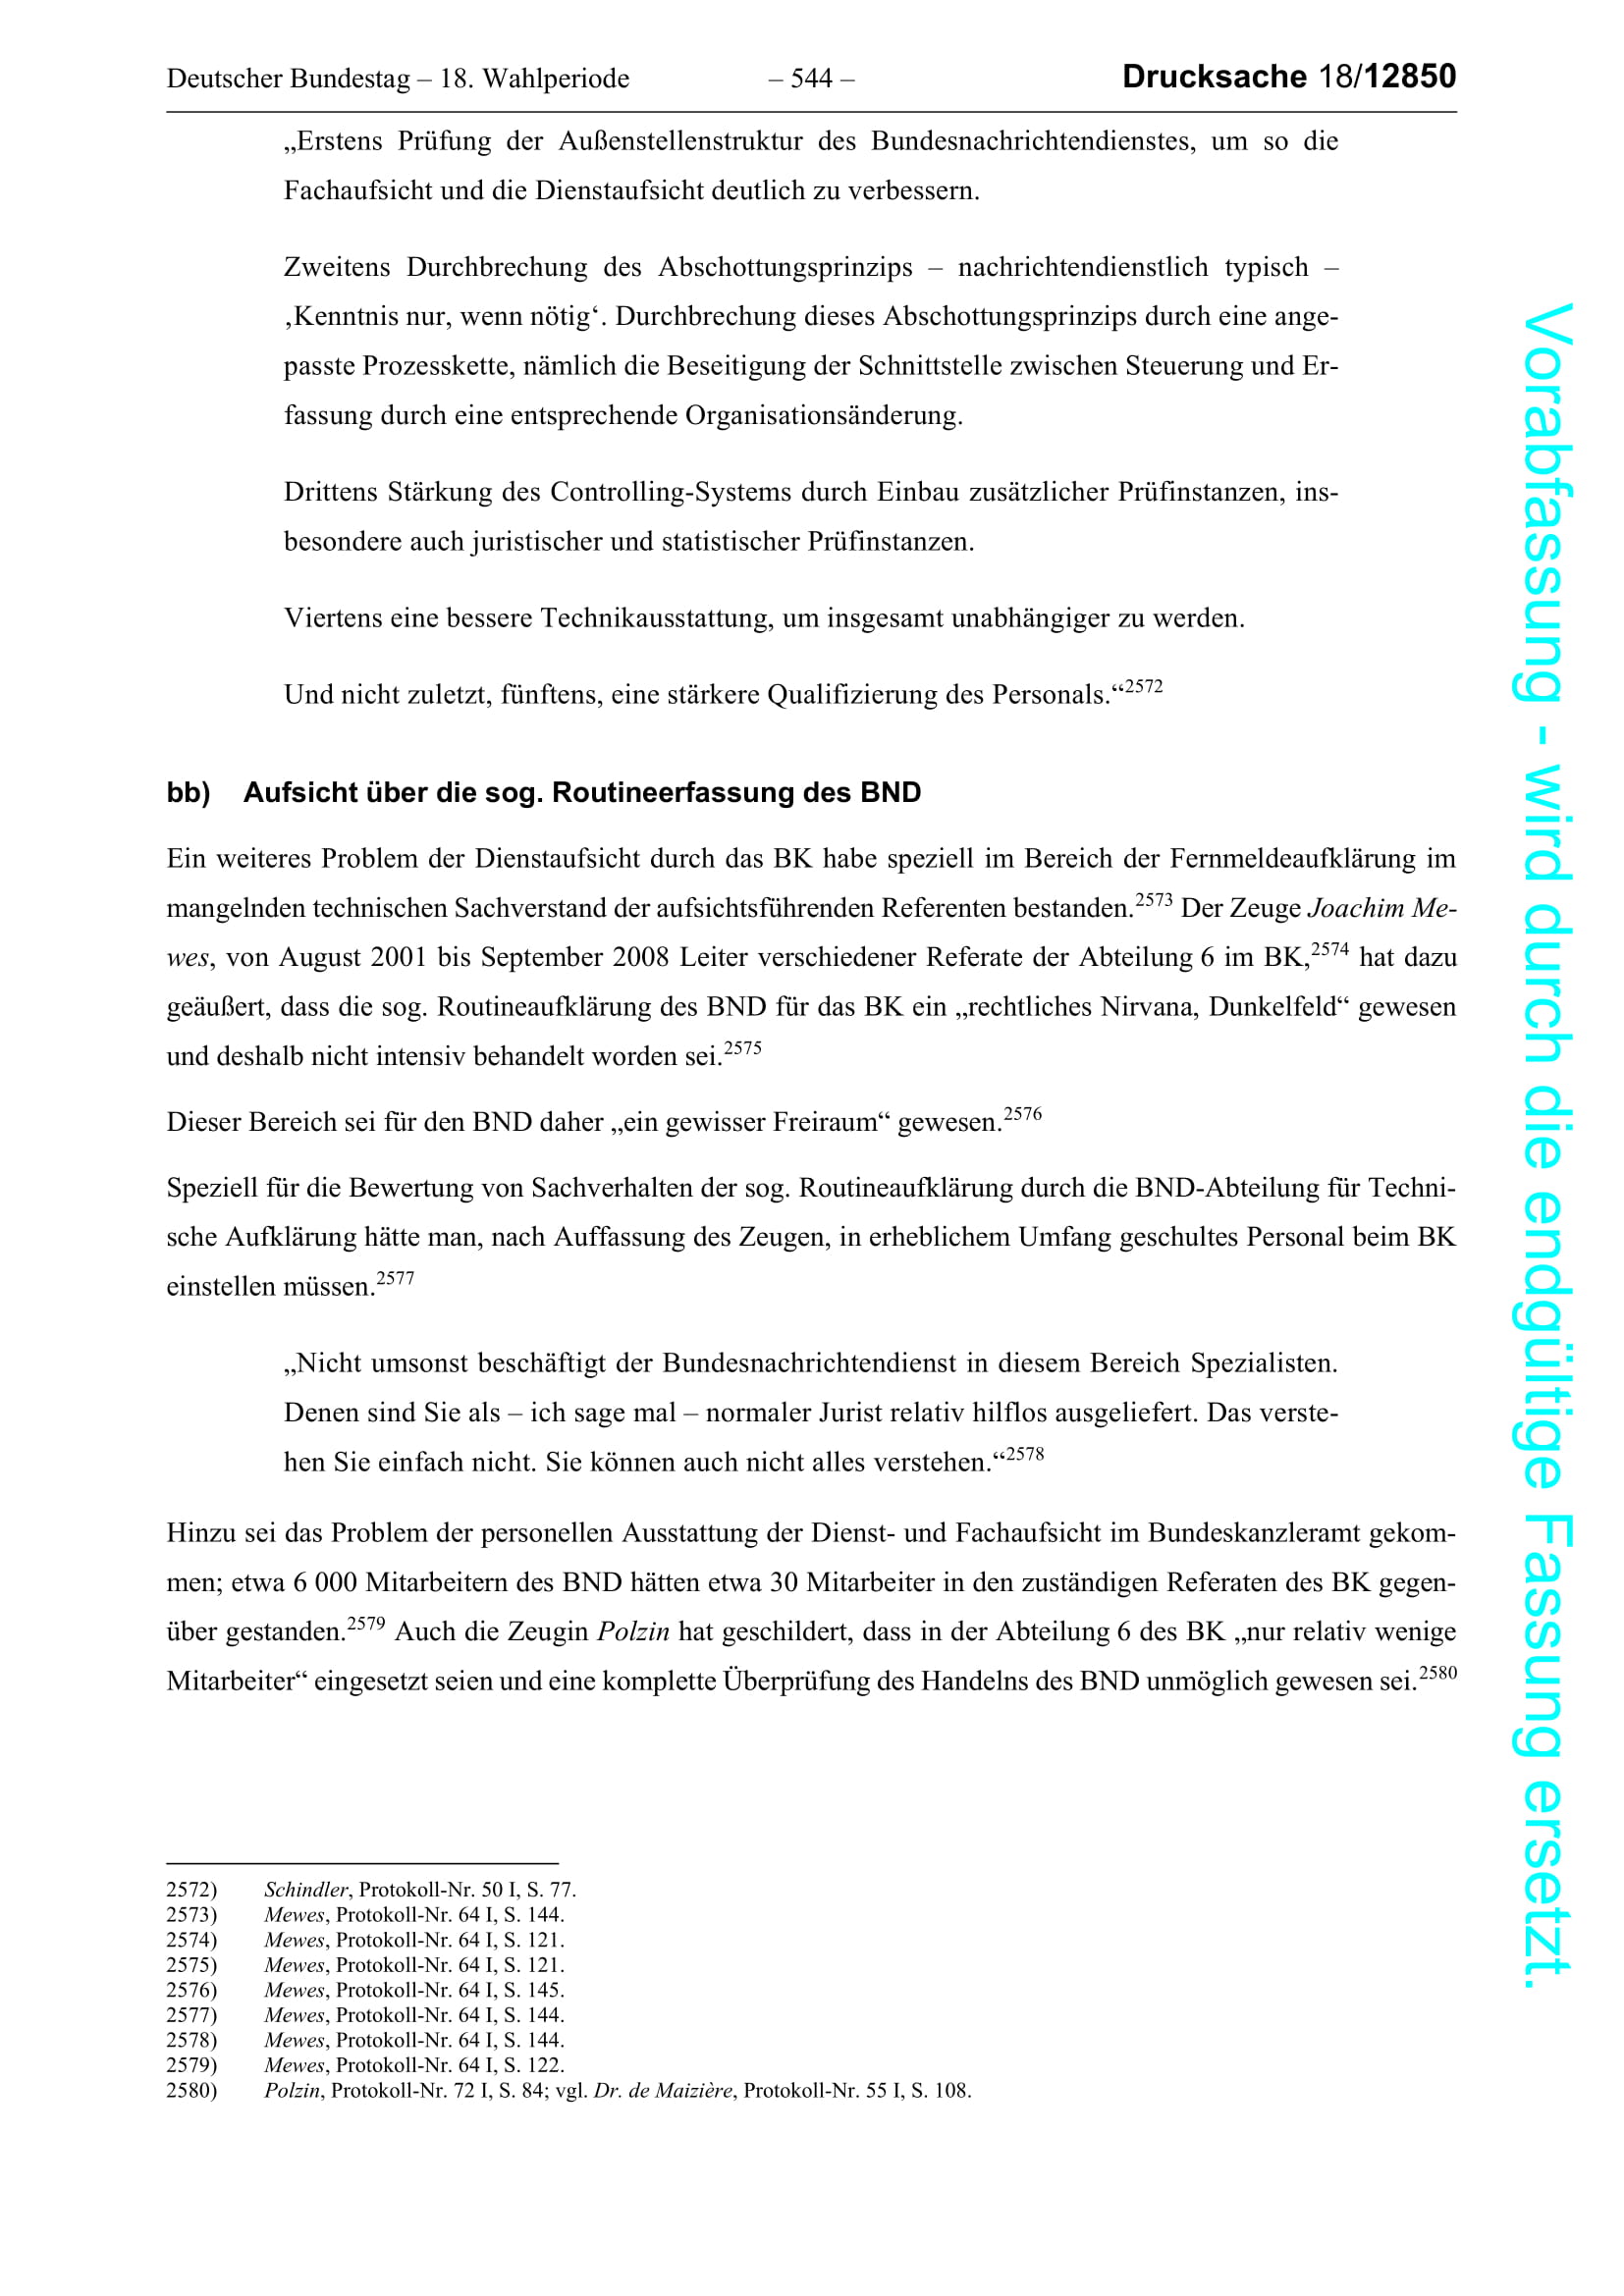 Deutscher Bundestag – 18. Wahlperiode – 544 – Drucksache 18/12850
„Erstens Prüfung der Außenstellenstruktur des Bundesnachrichtendienstes, um so die
Fachaufsicht und die Dienstaufsicht deutlich zu verbessern.
Zweitens Durchbrechung des Abschottungsprinzips – nachrichtendienstlich typisch –
‚Kenntnis nur, wenn nötig‘. Durchbrechung dieses Abschottungsprinzips durch eine ange-
passte Prozesskette, nämlich die Beseitigung der Schnittstelle zwischen Steuerung und Er-
fassung durch eine entsprechende Organisationsänderung.
Drittens Stärkung des Controlling-Systems durch Einbau zusätzlicher Prüfinstanzen, ins-
besondere auch juristischer und statistischer Prüfinstanzen.
Viertens eine bessere Technikausstattung, um insgesamt unabhängiger zu werden.
Und nicht zuletzt, fünftens, eine stärkere Qualifizierung des Personals.“2572
bb) Aufsicht über die sog. Routineerfassung des BND
Ein weiteres Problem der Dienstaufsicht durch das BK habe speziell im Bereich der Fernmeldeaufklärung im
mangelnden technischen Sachverstand der aufsichtsführenden Referenten bestanden.2573 Der Zeuge Joachim Me-
wes, von August 2001 bis September 2008 Leiter verschiedener Referate der Abteilung 6 im BK,2574 hat dazu
geäußert, dass die sog. Routineaufklärung des BND für das BK ein „rechtliches Nirvana, Dunkelfeld“ gewesen
und deshalb nicht intensiv behandelt worden sei.2575
Dieser Bereich sei für den BND daher „ein gewisser Freiraum“ gewesen.2576
Speziell für die Bewertung von Sachverhalten der sog. Routineaufklärung durch die BND-Abteilung für Techni-
sche Aufklärung hätte man, nach Auffassung des Zeugen, in erheblichem Umfang geschultes Personal beim BK
einstellen müssen.2577
„Nicht umsonst beschäftigt der Bundesnachrichtendienst in diesem Bereich Spezialisten.
Denen sind Sie als – ich sage mal – normaler Jurist relativ hilflos ausgeliefert. Das verste-
hen Sie einfach nicht. Sie können auch nicht alles verstehen.“2578
Hinzu sei das Problem der personellen Ausstattung der Dienst- und Fachaufsicht im Bundeskanzleramt gekom-
men; etwa 6 000 Mitarbeitern des BND hätten etwa 30 Mitarbeiter in den zuständigen Referaten des BK gegen-
über gestanden.2579 Auch die Zeugin Polzin hat geschildert, dass in der Abteilung 6 des BK „nur relativ wenige
Mitarbeiter“ eingesetzt seien und eine komplette Überprüfung des Handelns des BND unmöglich gewesen sei.2580
2572) Schindler, Protokoll-Nr. 50 I, S. 77.
2573) Mewes, Protokoll-Nr. 64 I, S. 144.
2574) Mewes, Protokoll-Nr. 64 I, S. 121.
2575) Mewes, Protokoll-Nr. 64 I, S. 121.
2576) Mewes, Protokoll-Nr. 64 I, S. 145.
2577) Mewes, Protokoll-Nr. 64 I, S. 144.
2578) Mewes, Protokoll-Nr. 64 I, S. 144.
2579) Mewes, Protokoll-Nr. 64 I, S. 122.
2580) Polzin, Protokoll-Nr. 72 I, S. 84; vgl. Dr. de Maizière, Protokoll-Nr. 55 I, S. 108.
Vorabfassung - wird durch die endgültige Fassung ersetzt.